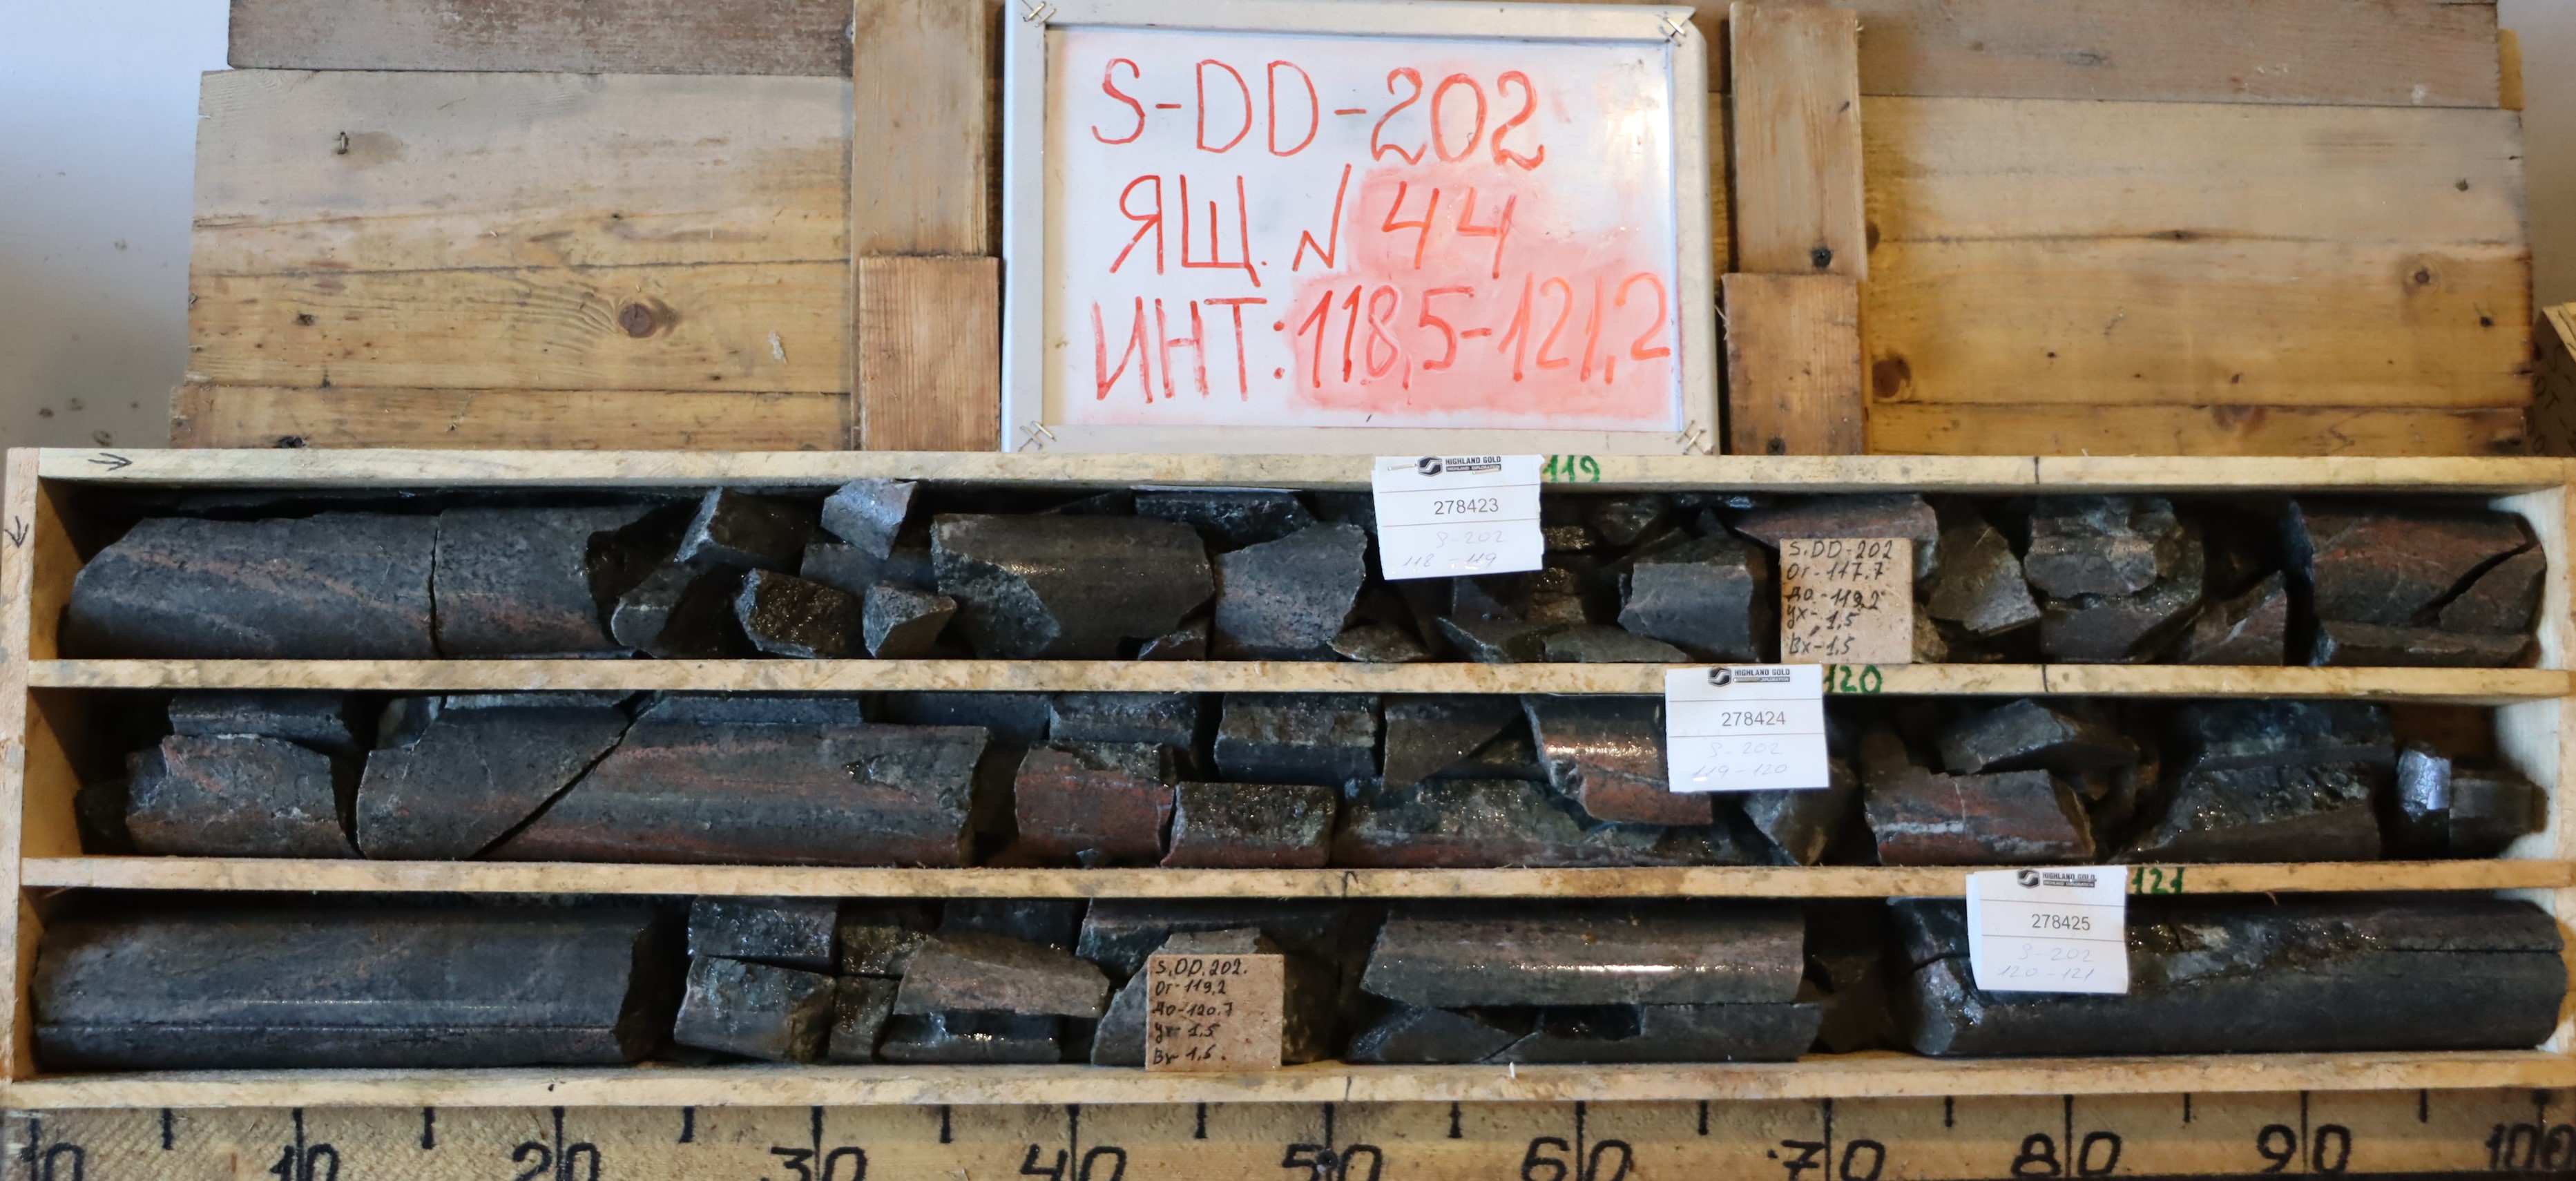 S-DD-202
ЯЩ. N 44
ИНТ: 118,5-121,2
HIGHLAND GOLD
278423
S-202
118-119
119
S.DD-202
От-117.7
До-119,2
Ух-1,5
Вх-1,5
HIGHLAND GOLD
278424
S-202
119-120
120
HIGHLAND GOLD
278425
S-202
120-121
121
S.DD.202.
От-119,2
До-120.7
Ух-1.5
Вх 1,5.
0 10 20 30 40 50 60 70 80 90 100